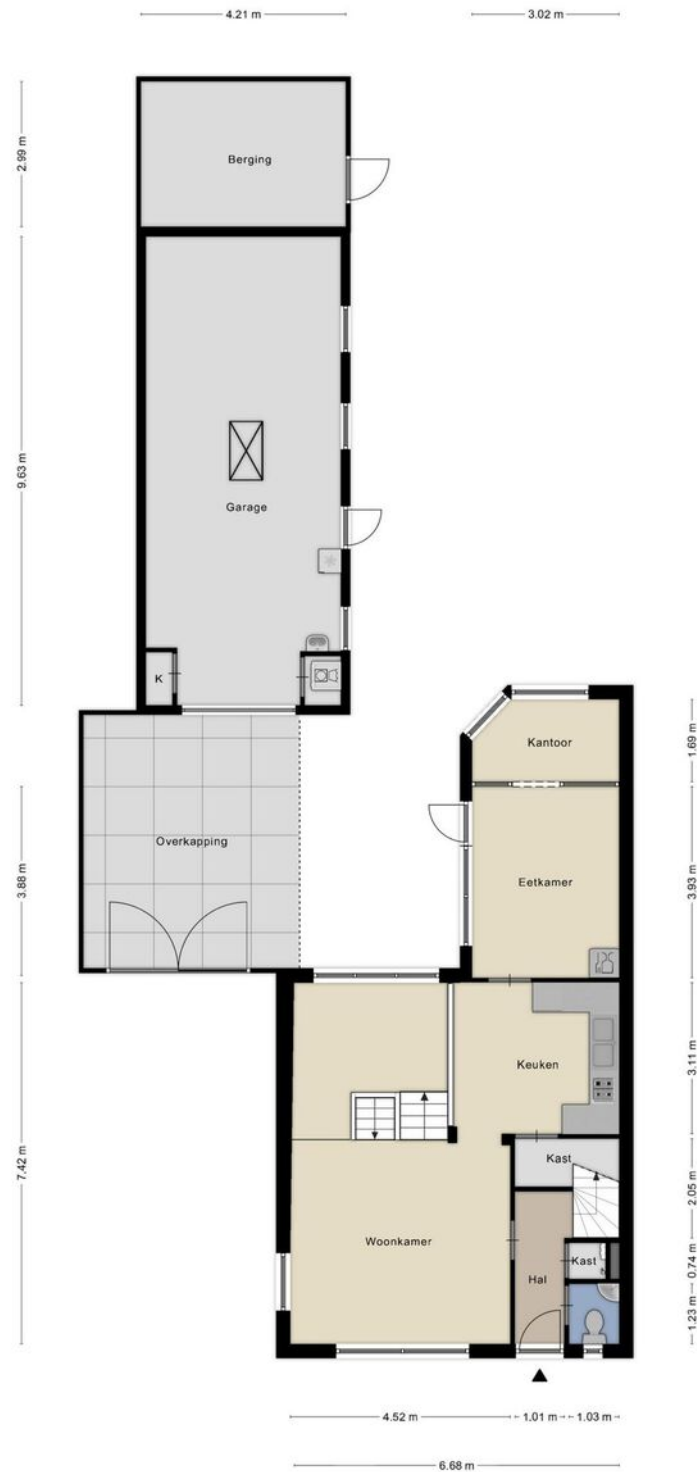 4.21 m
3.02 m
2.99 m
Berging
9.63 m
Garage
K
Kantoor
1.69 m
Overkapping
3.88 m
Eetkamer
3.93 m
Keuken
3.11 m
7.42 m
Kast
2.05 m
Woonkamer
Kast
0.74 m
Hal
1.23 m
4.52 m
1.01 m
1.03 m
6.68 m